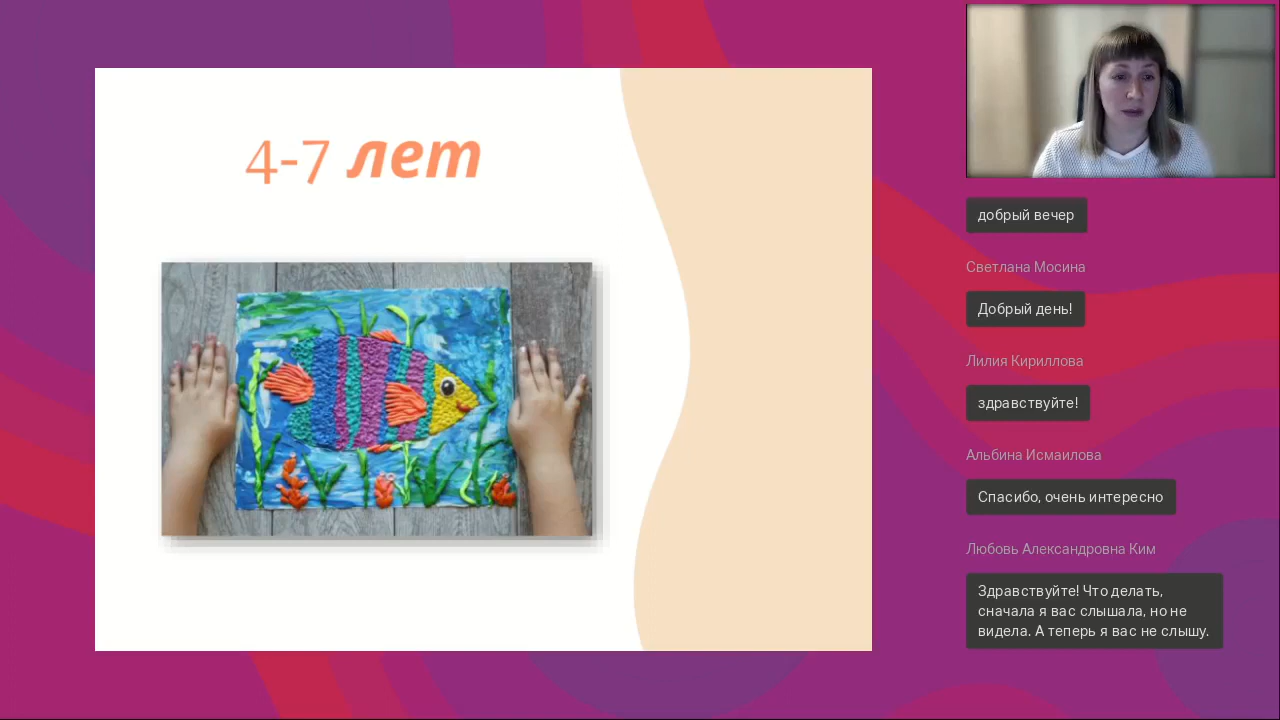 4-7 лет
добрый вечер
Светлана Мосина
Добрый день!
Лилия Кириллова
здравствуйте!
Альбина Исмаилова
Спасибо, очень интересно
Любовь Александровна Ким
Здравствуйте! Что делать,
сначала я вас слышала, но не
видела. А теперь я вас не слышу.